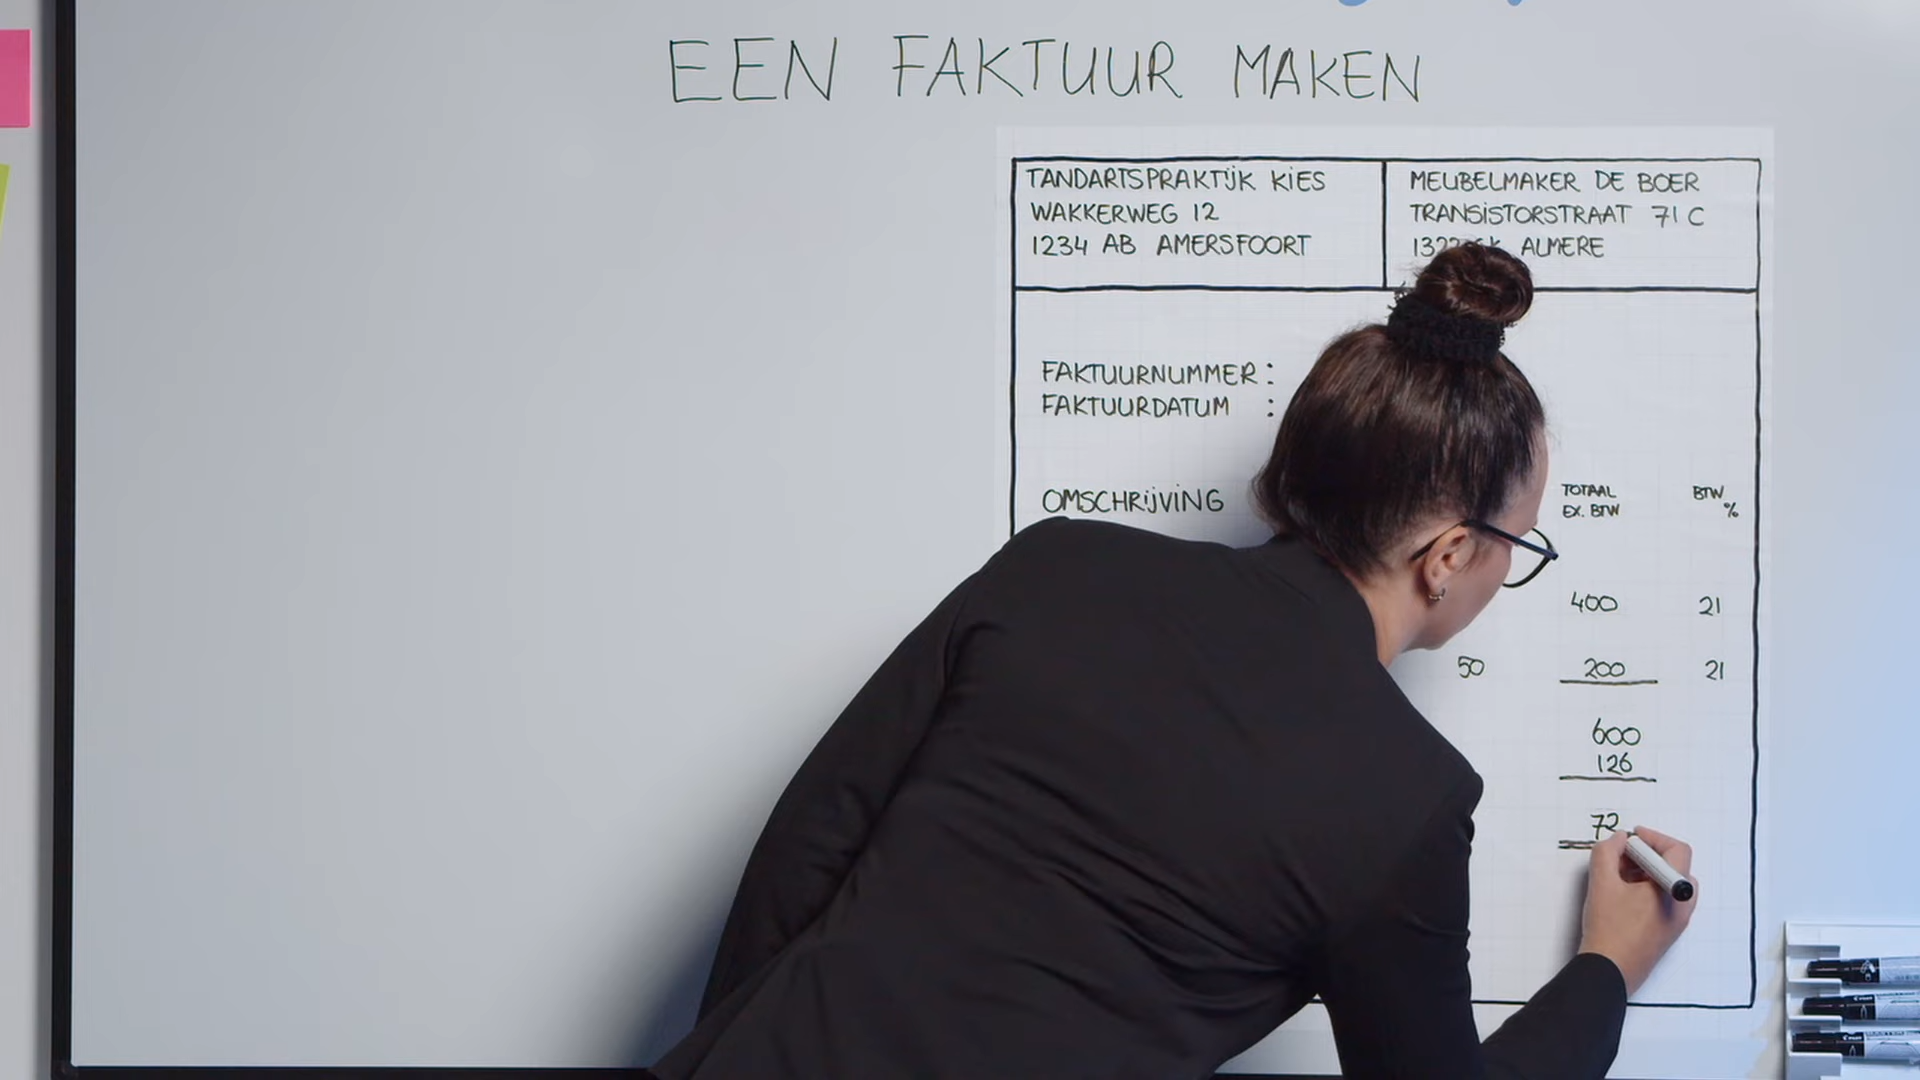 EEN FAKTUUR MAKEN
TANDARTSPRAKTIJK KIES
WAKKERWEG 12
1234 AB AMERSFOORT
MEUBELMAKER DE BOER
TRANSISTORSTRAAT 71 C
ALMERE
FAKTUURNUMMER :
FAKTUURDATUM :
OMSCHRIJVING
TOTAAL
EX. BTW
BTW
%
400 21
50 200 21
600
126
72